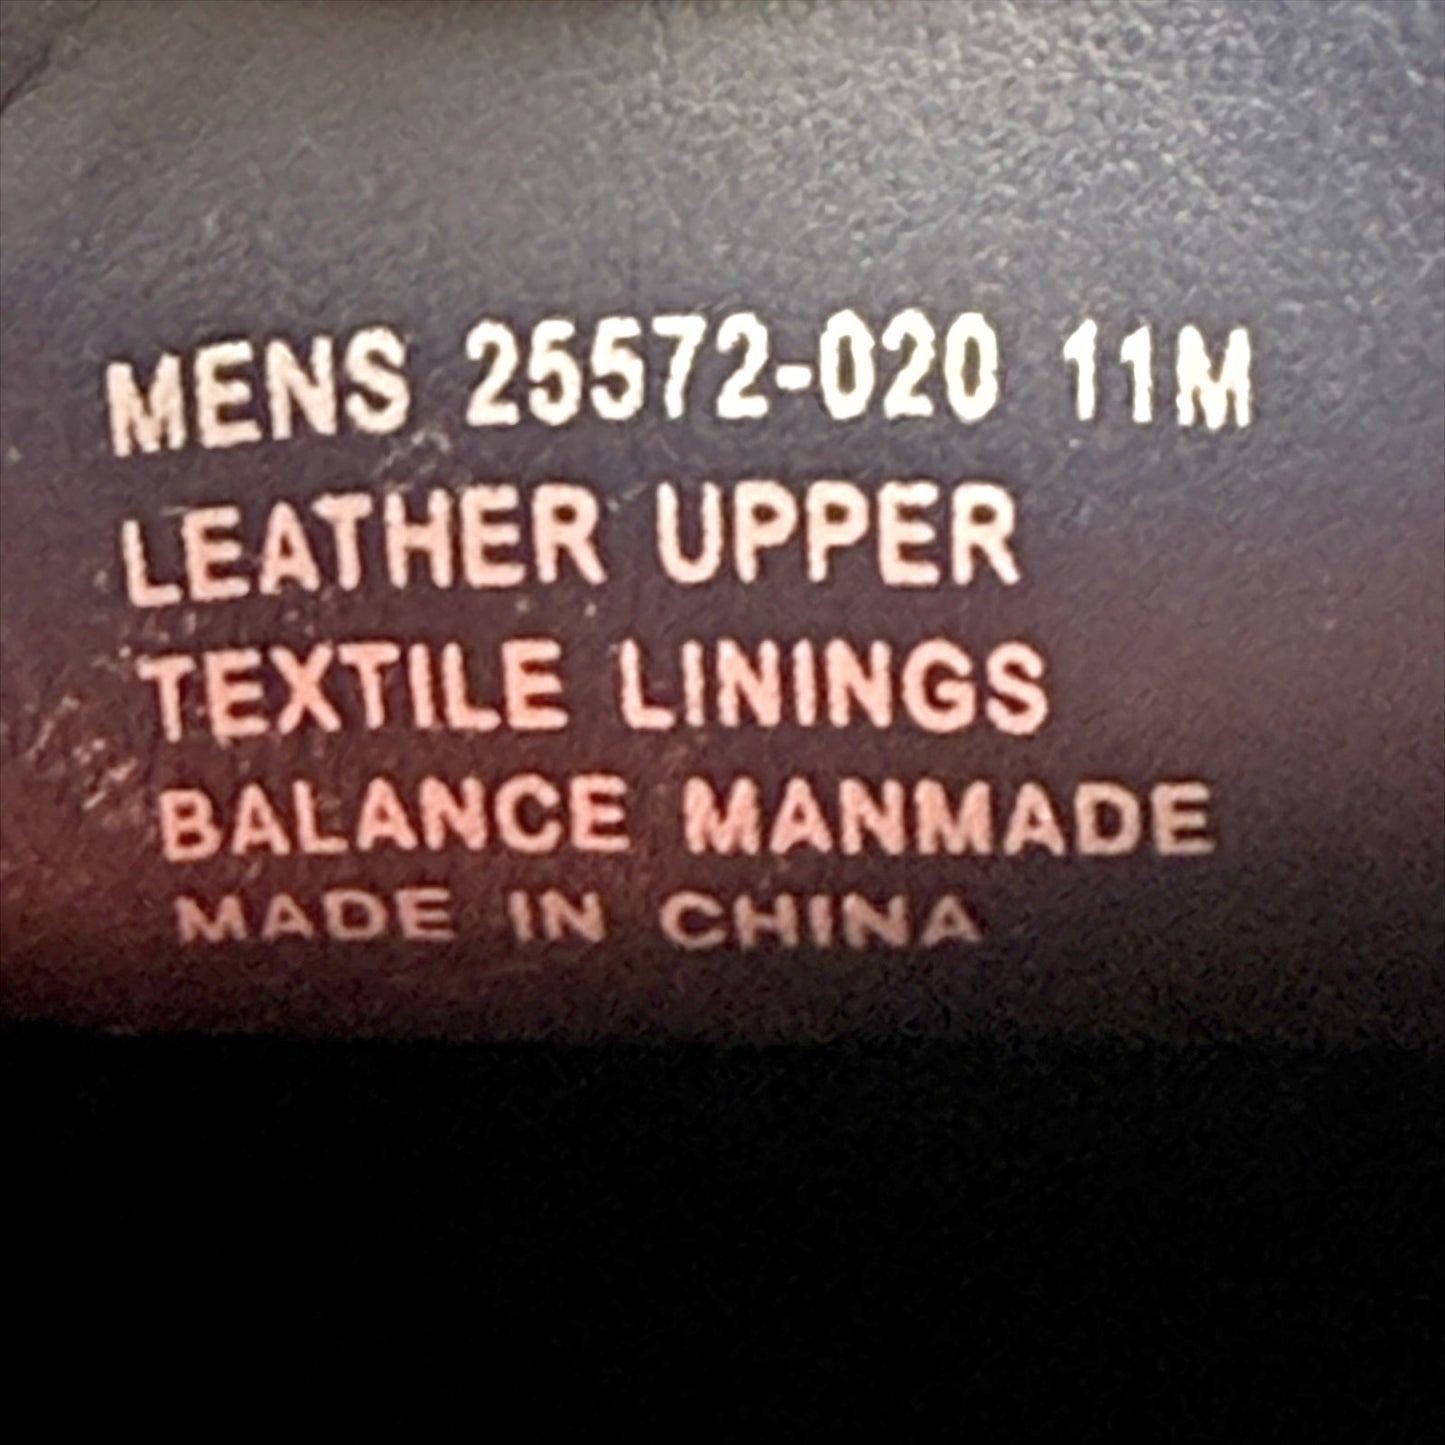 MENS 25572-020 11M
LEATHER UPPER
TEXTILE LININGS
BALANCE MANMADE
MADE IN CHINA